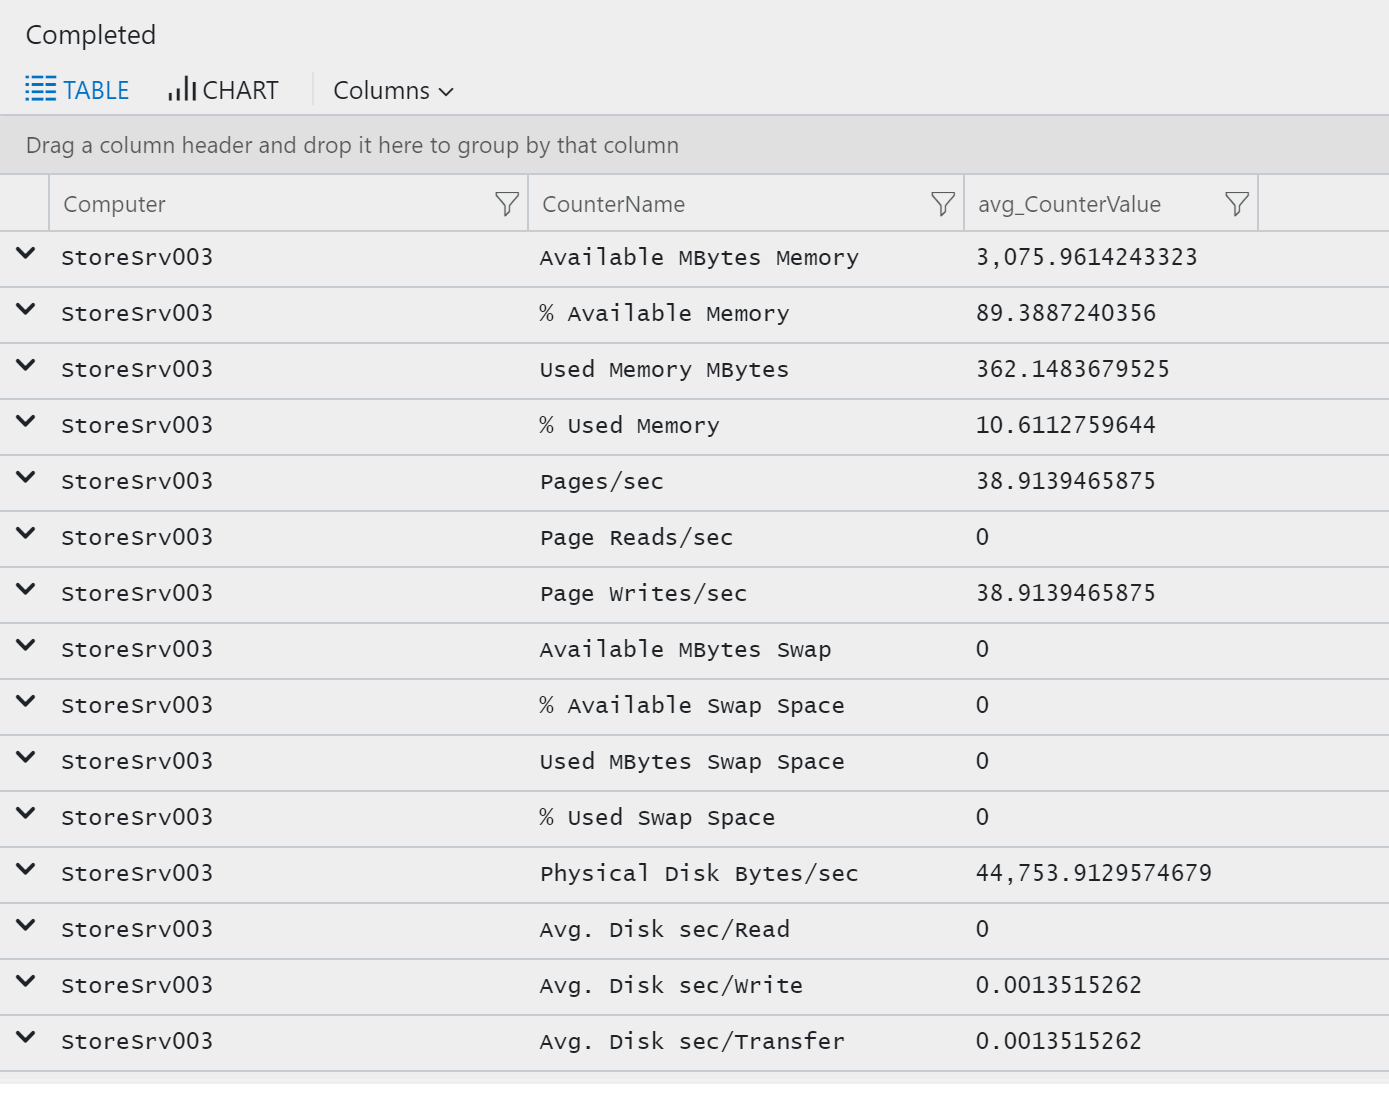 Completed
TABLE CHART Columns
Drag a column header and drop it here to group by that column
Computer CounterName avg_CounterValue
StoreSrv003 Available MBytes Memory 3,075.9614243323
StoreSrv003 % Available Memory 89.3887240356
StoreSrv003 Used Memory MBytes 362.1483679525
StoreSrv003 % Used Memory 10.6112759644
StoreSrv003 Pages/sec 38.9139465875
StoreSrv003 Page Reads/sec 0
StoreSrv003 Page Writes/sec 38.9139465875
StoreSrv003 Available MBytes Swap 0
StoreSrv003 % Available Swap Space 0
StoreSrv003 Used MBytes Swap Space 0
StoreSrv003 % Used Swap Space 0
StoreSrv003 Physical Disk Bytes/sec 44,753.9129574679
StoreSrv003 Avg. Disk sec/Read 0
StoreSrv003 Avg. Disk sec/Write 0.0013515262
StoreSrv003 Avg. Disk sec/Transfer 0.0013515262